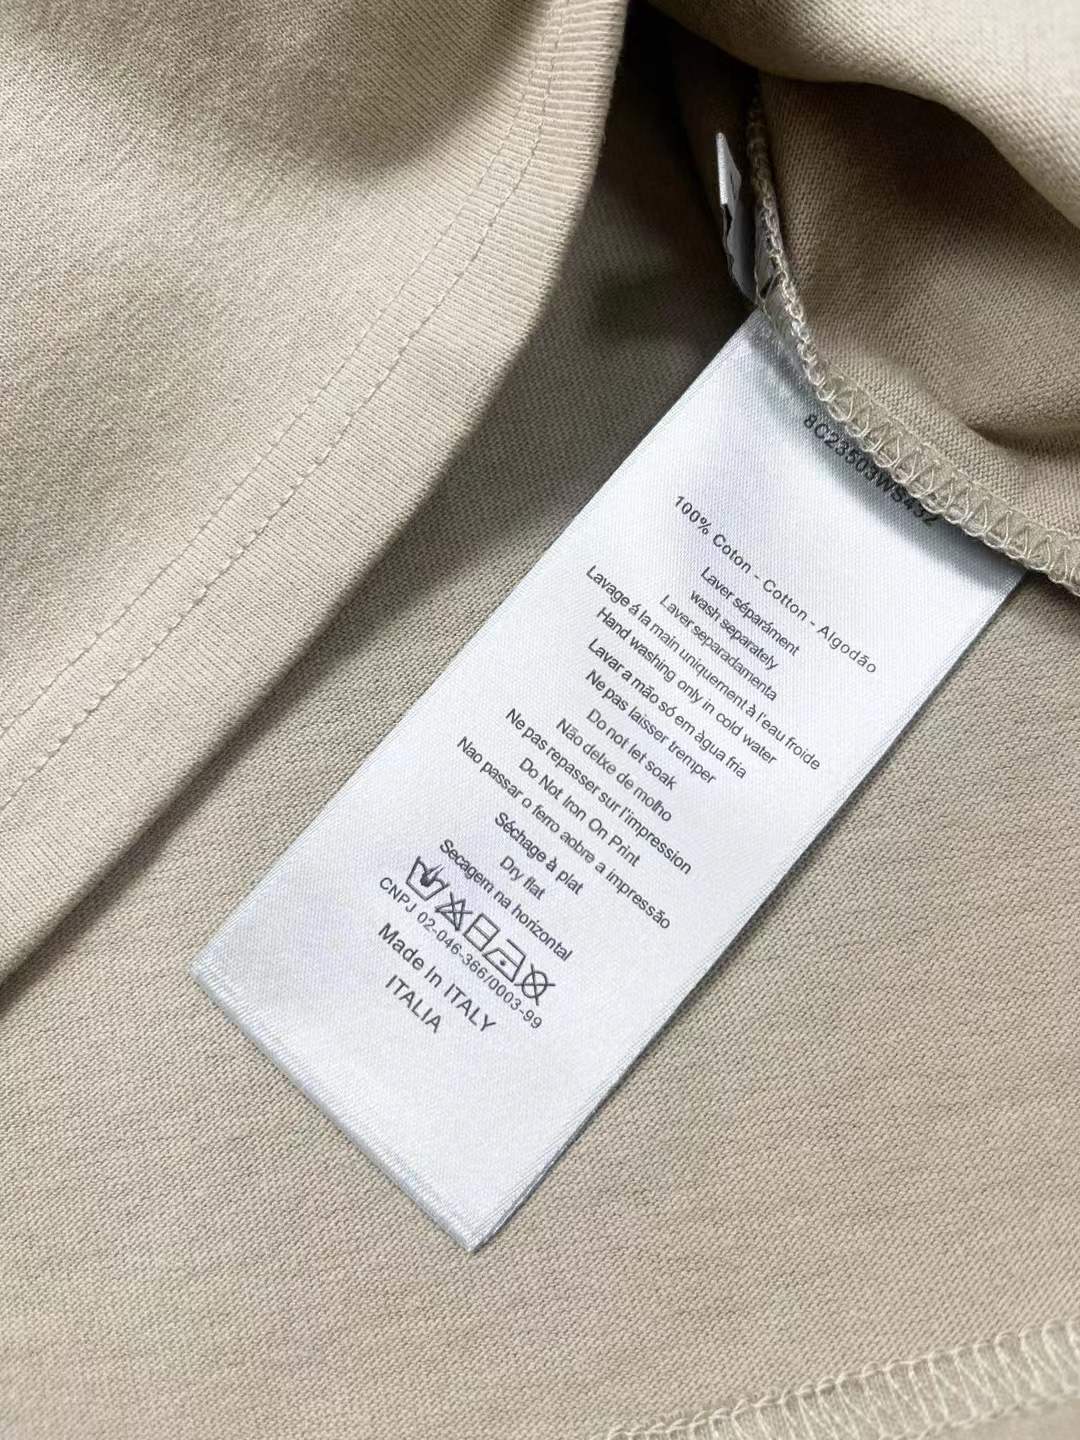 8C23503WS432
100% Coton - Cotton - Algodão
Laver séparáment
wash separately
Laver separadamenta
Lavage á la main uniquement à l'eau froide
Hand washing only in cold water
Lavar a mão só em àgua fria
Ne pas laisser tremper
Do not let soak
Não delxe de molho
Ne pas repasser sur l'impression
Do Not Iron On Print
Nao passar o ferro aobre a impressão
Séchage à plat
Dry flat
Secagem na horizontal
CNPJ 02-046-366/0003-99
Made In ITALY
ITALIA